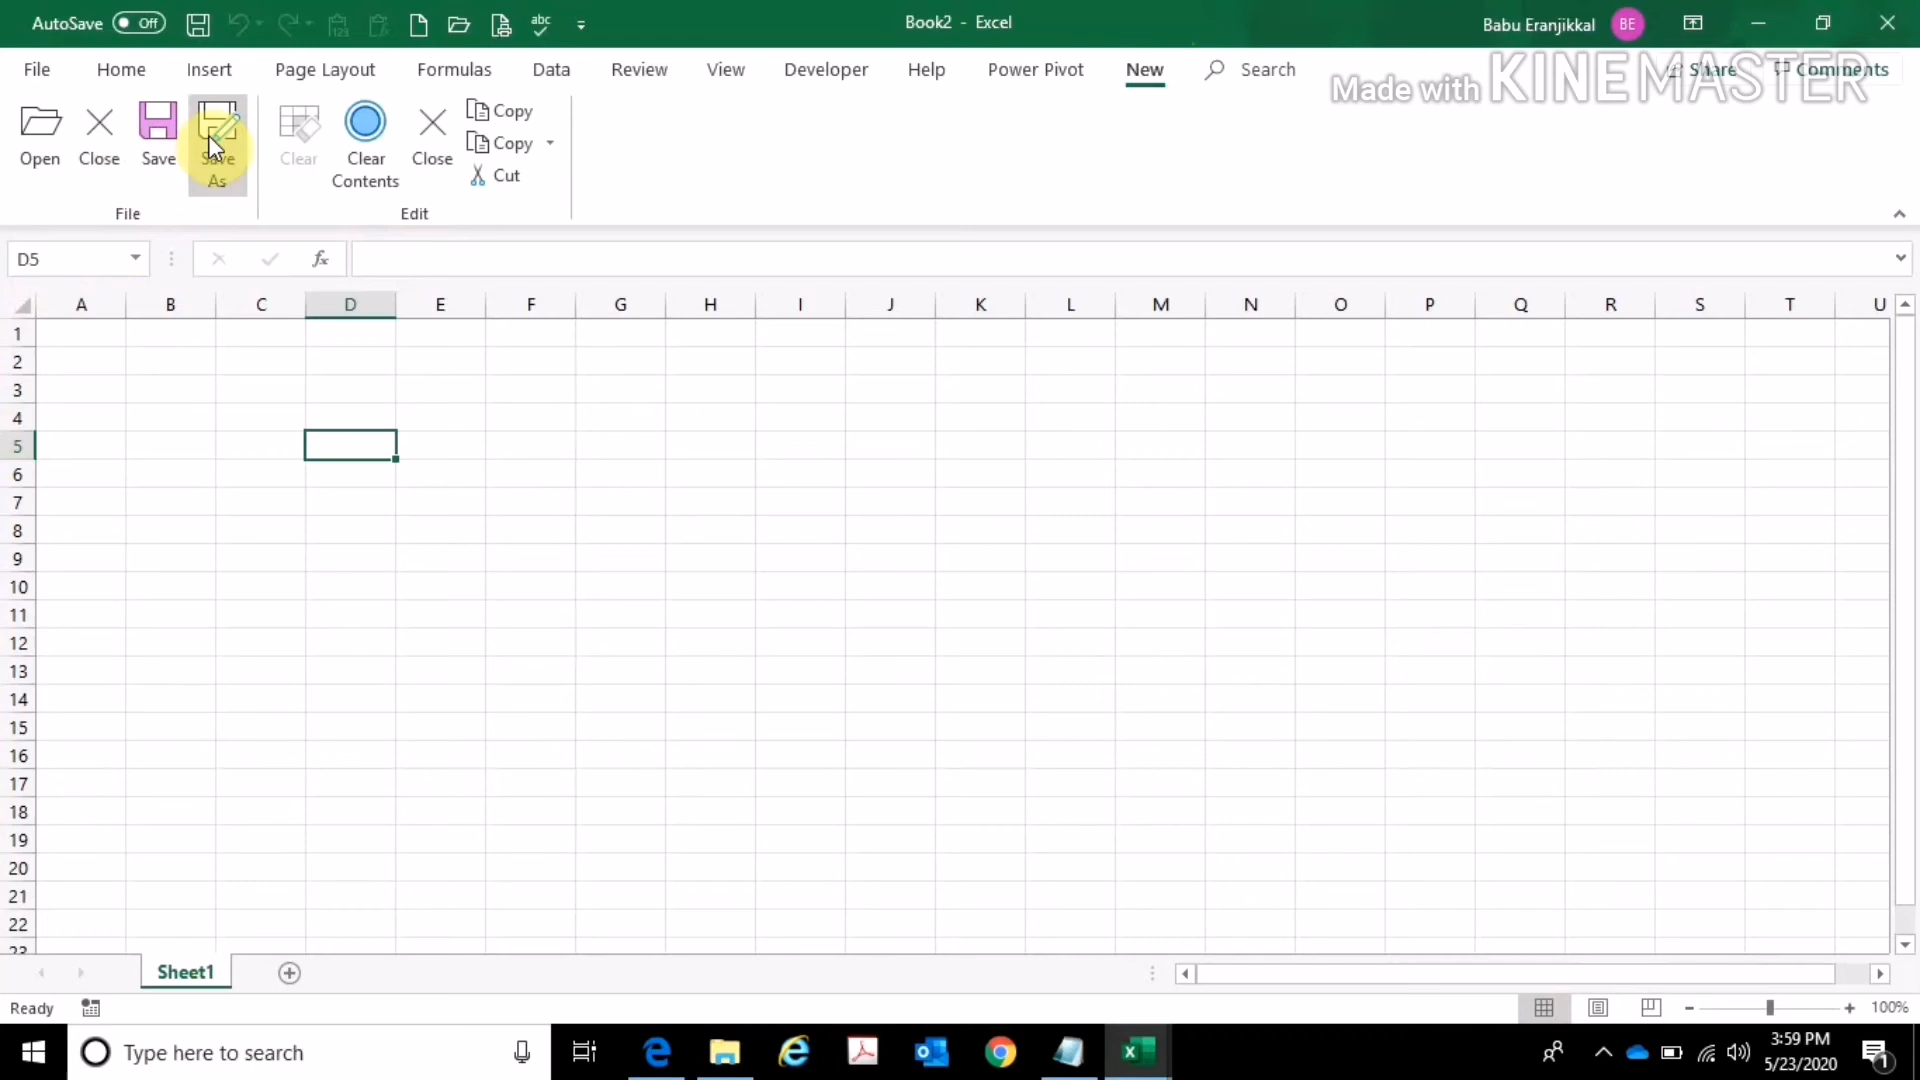 AutoSave Off abc Book2 - Excel Babu Eranjikkal BE
File Home Insert Page Layout Formulas Data Review View Developer Help Power Pivot New Search Share Comments
Made with KINEMASTER
Open Close Save Save As
Clear Clear Contents Close
Copy
Copy
Cut
File Edit
D5 fx
A B C D E F G H I J K L M N O P Q R S T U
1
2
3
4
5
6
7
8
9
10
11
12
13
14
15
16
17
18
19
20
21
22
23
Sheet1
Ready 100%
Type here to search 3:59 PM
5/23/2020 1